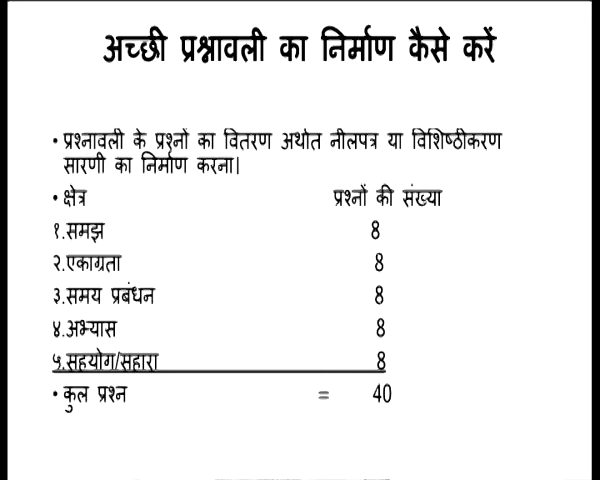 अच्छी प्रश्नावली का निर्माण कैसे करें
• प्रश्नावली के प्रश्नों का वितरण अर्थात नीलपत्र या विशिष्ठीकरण
सारणी का निर्माण करना।
• क्षेत्र प्रश्नों की संख्या
१.समझ 8
२.एकाग्रता 8
३.समय प्रबंधन 8
४.अभ्यास 8
५.सहयोग/सहारा 8
• कुल प्रश्न = 40